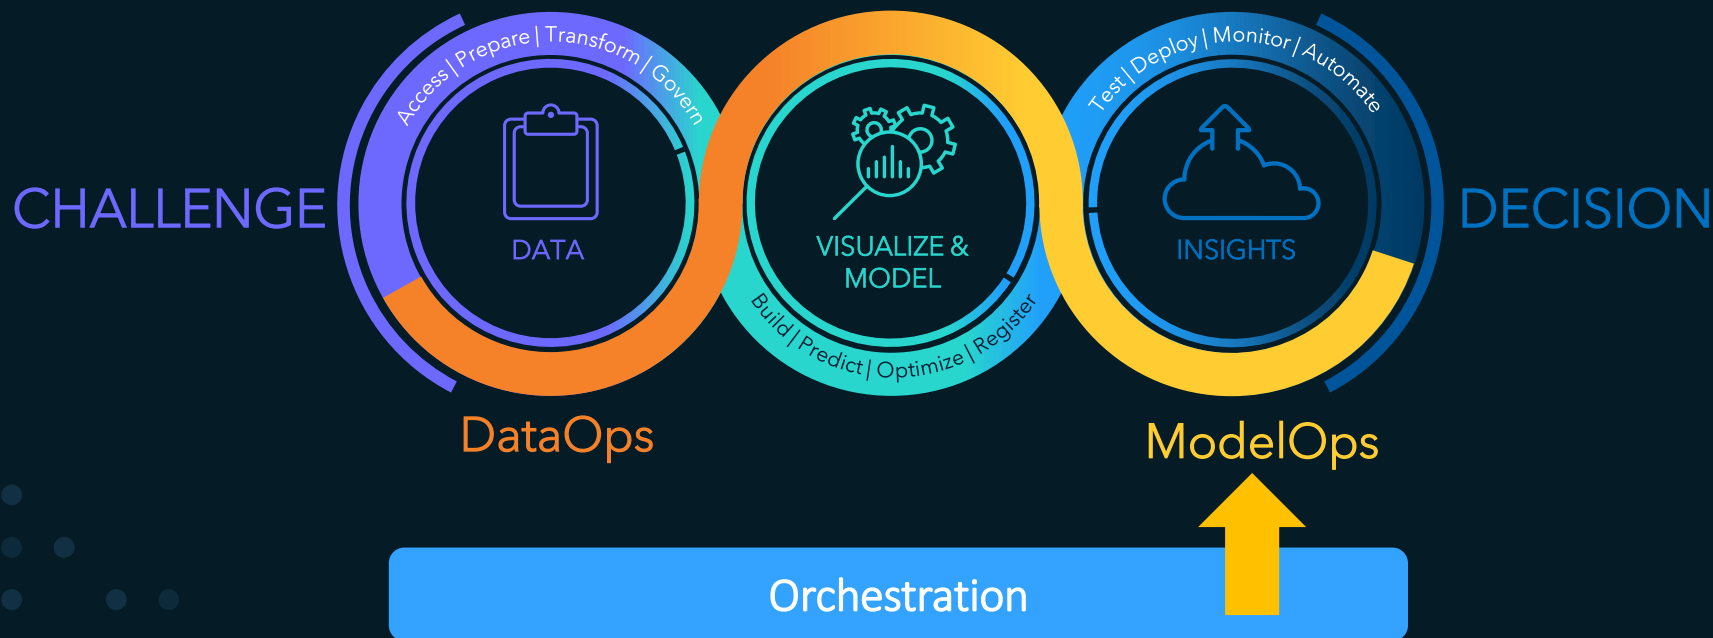 Access | Prepare | Transform | Govern
Test | Deploy | Monitor | Automate
CHALLENGE
DATA
VISUALIZE &
MODEL
INSIGHTS
DECISION
Build | Predict | Optimize | Register
DataOps
ModelOps
Orchestration